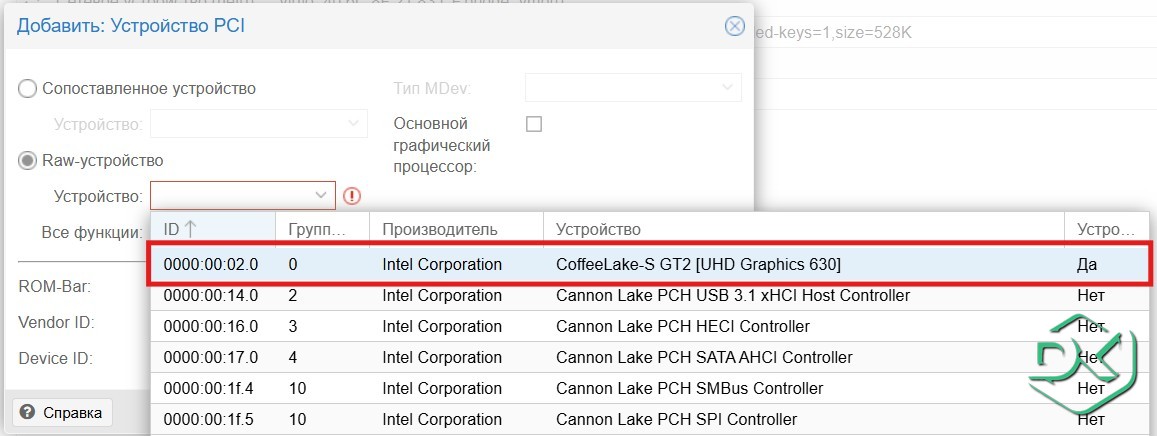 Добавить: Устройство PCI
ed-keys=1,size=528K
Сопоставленное устройство
Тип MDev:
Устройство:
Основной
графический
процессор:
Raw-устройство
Устройство:
Все функции:
ID Групп… Производитель Устройство Устро…
0000:00:02.0 0 Intel Corporation CoffeeLake-S GT2 [UHD Graphics 630] Да
0000:00:14.0 2 Intel Corporation Cannon Lake PCH USB 3.1 xHCI Host Controller Нет
ROM-Bar:
0000:00:16.0 3 Intel Corporation Cannon Lake PCH HECI Controller Нет
Vendor ID:
0000:00:17.0 4 Intel Corporation Cannon Lake PCH SATA AHCI Controller Нет
Device ID:
0000:00:1f.4 10 Intel Corporation Cannon Lake PCH SMBus Controller Нет
0000:00:1f.5 10 Intel Corporation Cannon Lake PCH SPI Controller Нет
Справка